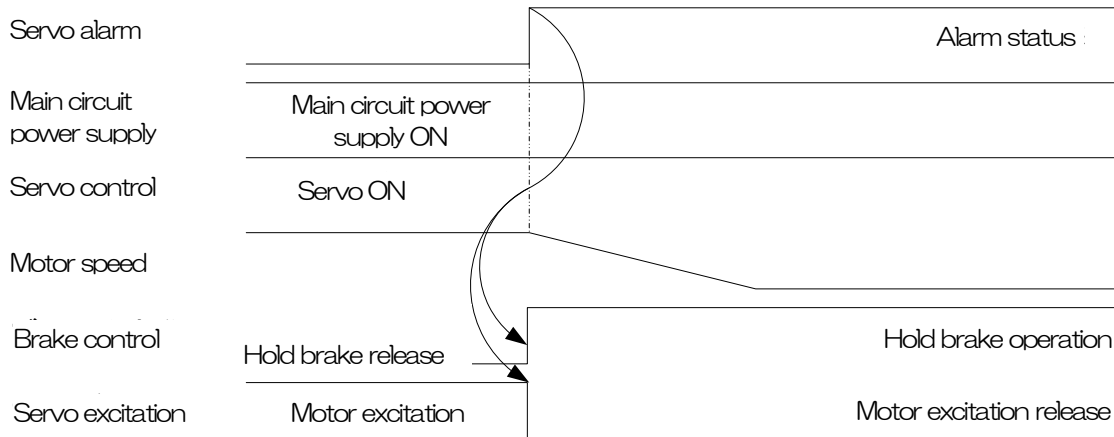 Servo alarm
Alarm status
Main circuit
power supply
Main circuit power
supply ON
Servo control
Servo ON
Motor speed
Brake control
Hold brake release
Hold brake operation
Servo excitation
Motor excitation
Motor excitation release